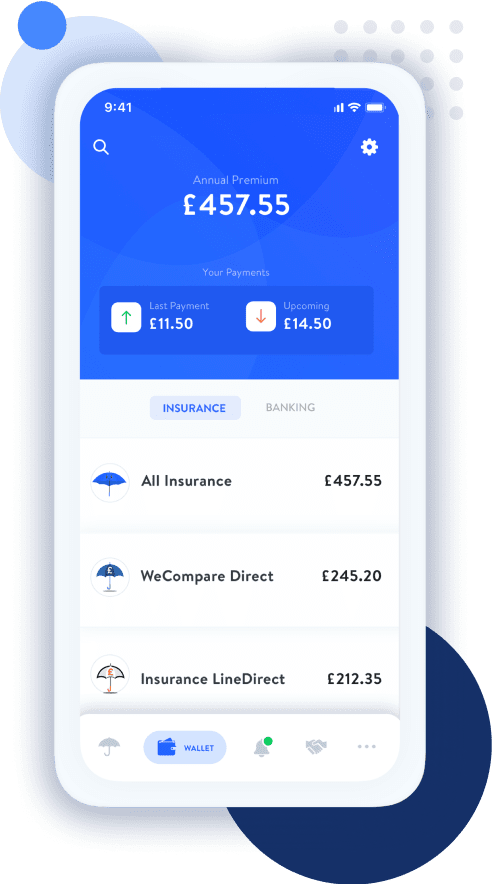 9:41
Annual Premium
£457.55
Your Payments
Last Payment
£11.50
Upcoming
£14.50
INSURANCE
BANKING
All Insurance
£457.55
WeCompare Direct
£245.20
Insurance LineDirect
£212.35
WALLET